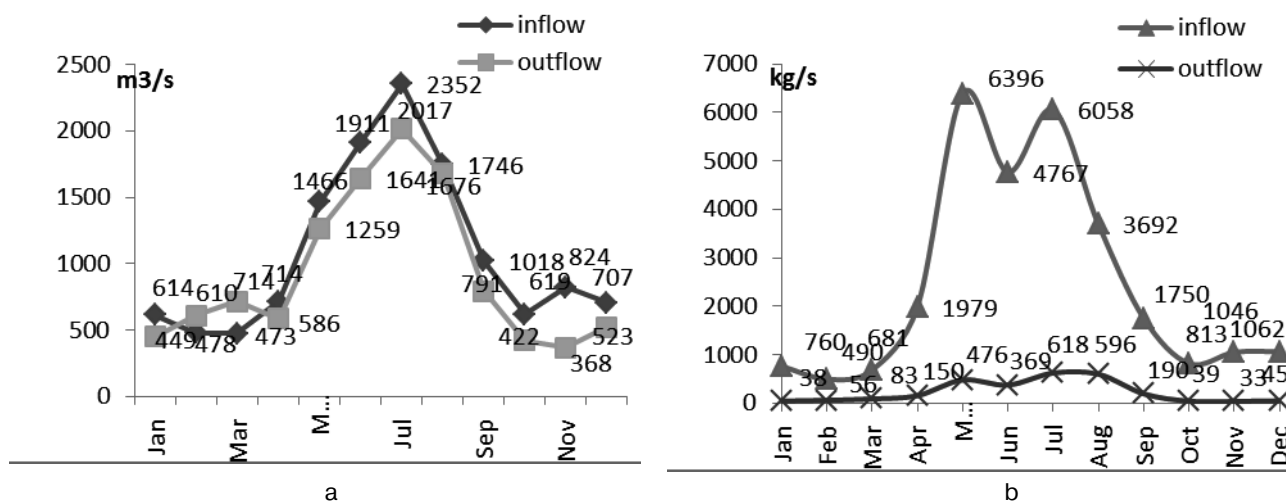 inflow
outflow
m3/s
2500
2000
1500
1000
500
0
614
449
610
478
714
473
714
586
1466
1259
1911
1641
2352
2017
1746
1676
1018
791
619
422
824
368
707
523
Jan
Mar
M...
Jul
Sep
Nov
a
inflow
outflow
kg/s
7000
6000
5000
4000
3000
2000
1000
0
760
490
681
1979
6396
4767
6058
3692
1750
813
1046
1062
38
56
83
150
476
369
618
596
190
39
33
45
Jan
Feb
Mar
Apr
M...
Jun
Jul
Aug
Sep
Oct
Nov
Dec
b